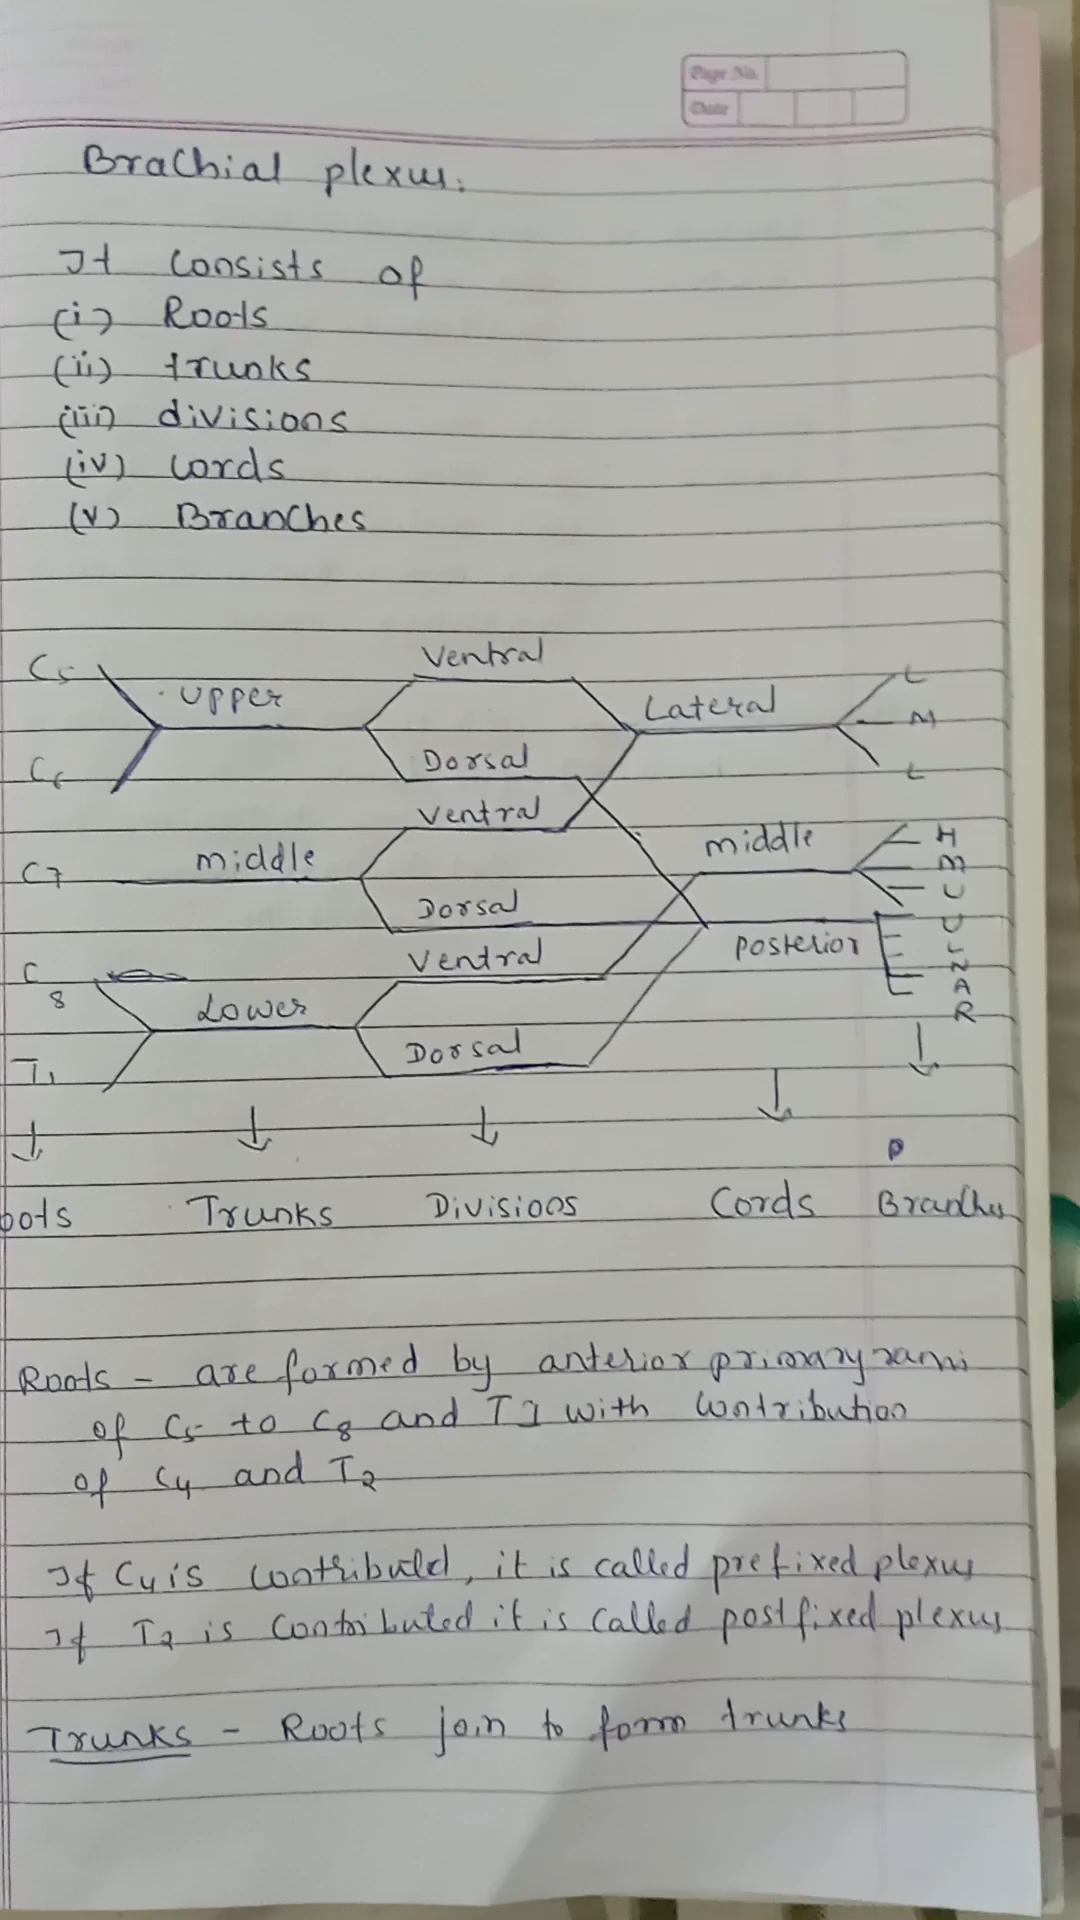 Page No.
Date
Brachial plexus.
It consists of
(i) Roots
(ii) trunks
(iii) divisions
(iv) cords
(v) Branches
C5
Upper
Ventral
Lateral
L
M
L
C6
Dorsal
Ventral
C7
middle
middle
H
M
U
Dorsal
Posterior
U
L
N
A
R
C8
Ventral
Lower
Dorsal
T1
P
oots
Trunks
Divisions
Cords
Branches
Roots - are formed by anterior primary rami
of C5 to C8 and T1 with contribution
of C4 and T2
If C4 is contributed, it is called prefixed plexus
If T2 is contributed it is called postfixed plexus
Trunks - Roots join to form trunks